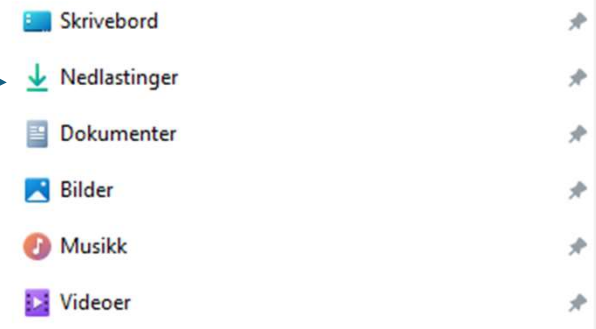 Skrivebord
Nedlastinger
Dokumenter
Bilder
Musikk
Videoer